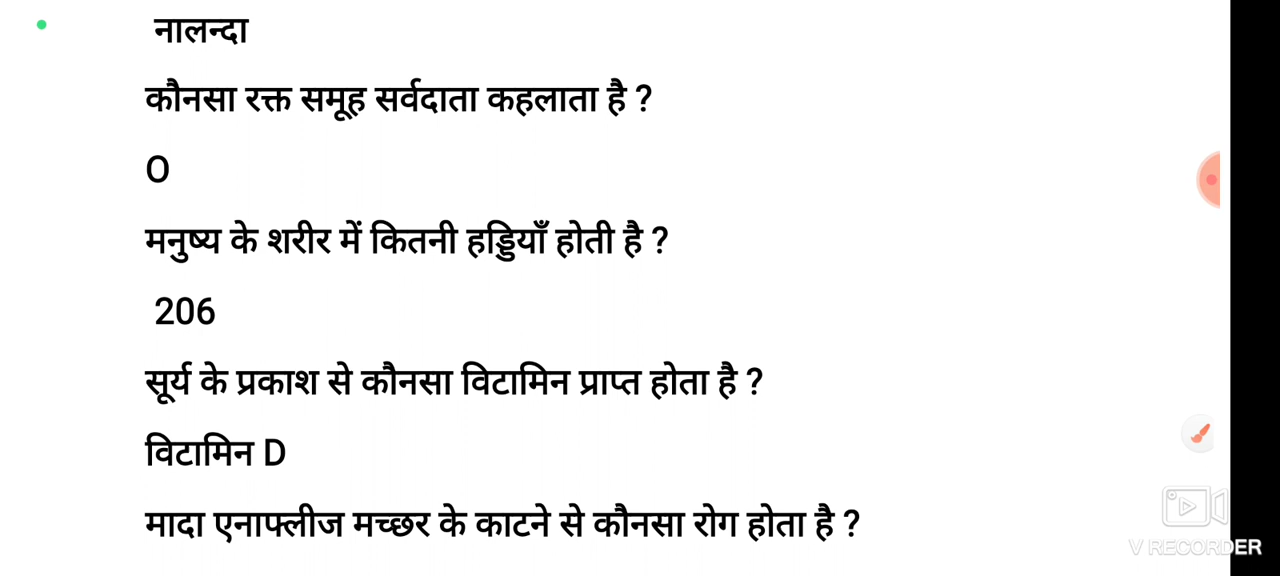 नालन्दा
कौनसा रक्त समूह सर्वदाता कहलाता है ?
O
मनुष्य के शरीर में कितनी हड्डियाँ होती है ?
206
सूर्य के प्रकाश से कौनसा विटामिन प्राप्त होता है ?
विटामिन D
मादा एनाफ्लीज मच्छर के काटने से कौनसा रोग होता है ?
V RECORDER